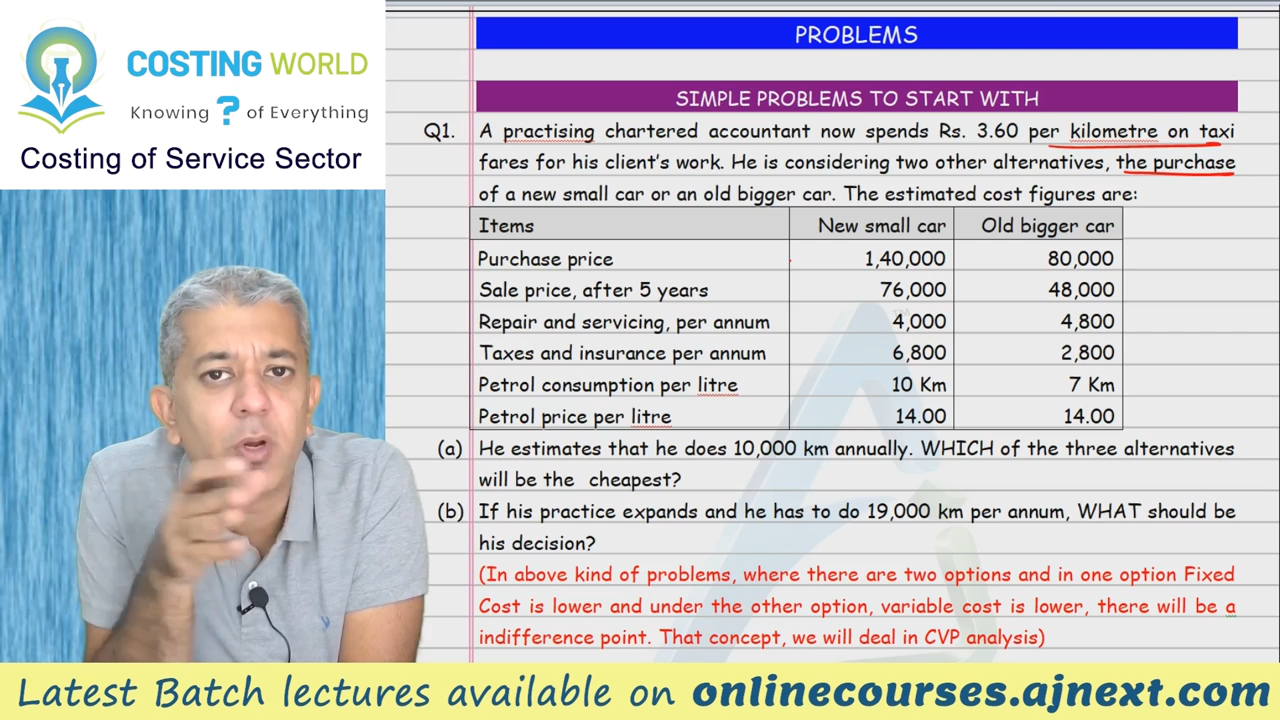 COSTING WORLD
Knowing ? of Everything
Costing of Service Sector
PROBLEMS
SIMPLE PROBLEMS TO START WITH
Q1. A practising chartered accountant now spends Rs. 3.60 per kilometre on taxi
fares for his client's work. He is considering two other alternatives, the purchase
of a new small car or an old bigger car. The estimated cost figures are:
Items New small car Old bigger car
Purchase price 1,40,000 80,000
Sale price, after 5 years 76,000 48,000
Repair and servicing, per annum 4,000 4,800
Taxes and insurance per annum 6,800 2,800
Petrol consumption per litre 10 Km 7 Km
Petrol price per litre 14.00 14.00
(a) He estimates that he does 10,000 km annually. WHICH of the three alternatives
will be the cheapest?
(b) If his practice expands and he has to do 19,000 km per annum, WHAT should be
his decision?
(In above kind of problems, where there are two options and in one option Fixed
Cost is lower and under the other option, variable cost is lower, there will be a
indifference point. That concept, we will deal in CVP analysis)
TM
Latest Batch lectures available on onlinecourses.ajnext.com